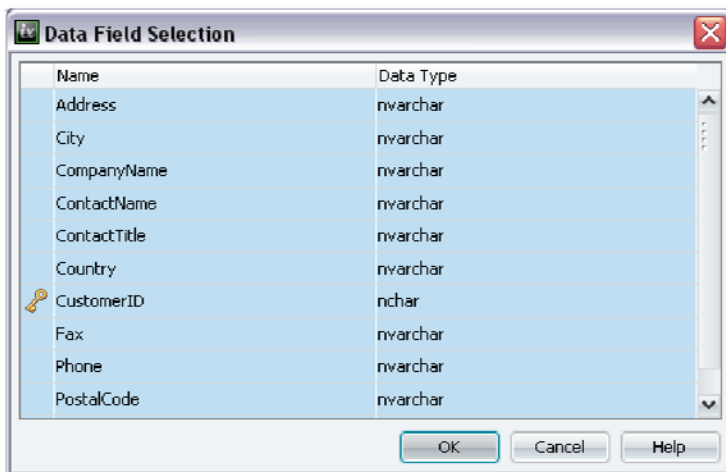 Data Field Selection
Name Data Type
Address nvarchar
City nvarchar
CompanyName nvarchar
ContactName nvarchar
ContactTitle nvarchar
Country nvarchar
CustomerID nchar
Fax nvarchar
Phone nvarchar
PostalCode nvarchar
OK Cancel Help